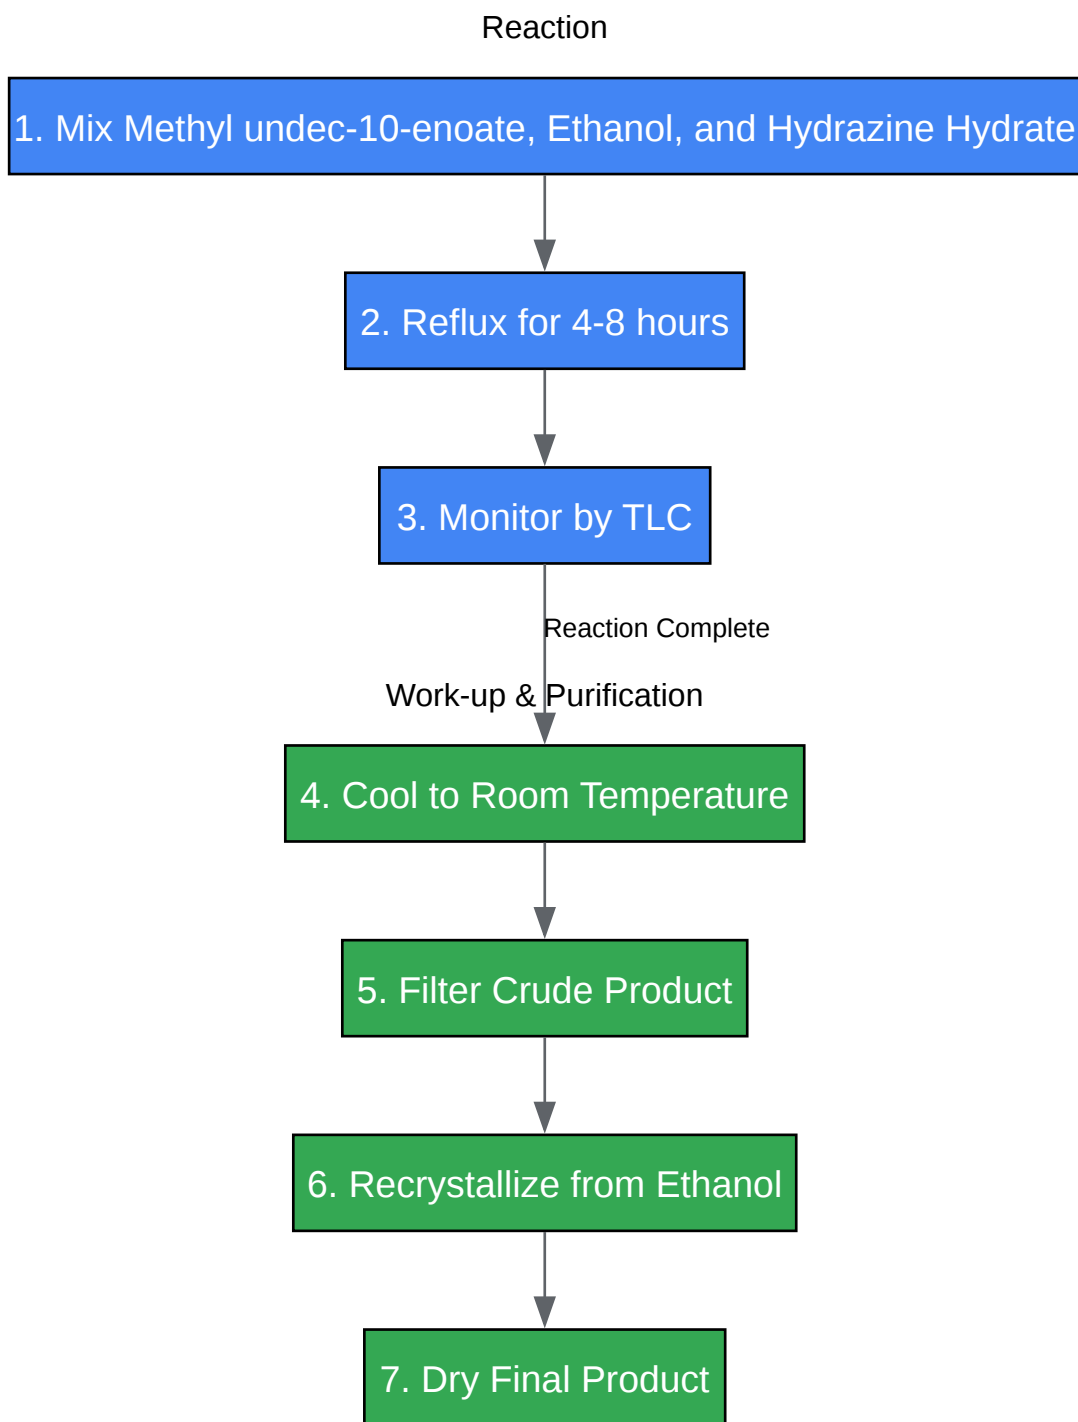 Reaction
1. Mix Methyl undec-10-enoate, Ethanol, and Hydrazine Hydrate
2. Reflux for 4-8 hours
3. Monitor by TLC
Reaction Complete
Work-up & Purification
4. Cool to Room Temperature
5. Filter Crude Product
6. Recrystallize from Ethanol
7. Dry Final Product